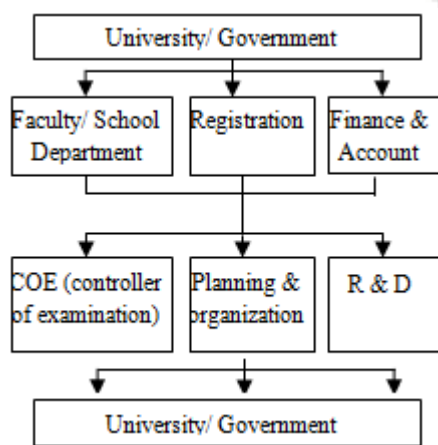 University/ Government
Faculty/ School
Department
Registration
Finance &
Account
COE (controller
of examination)
Planning &
organization
R & D
University/ Government